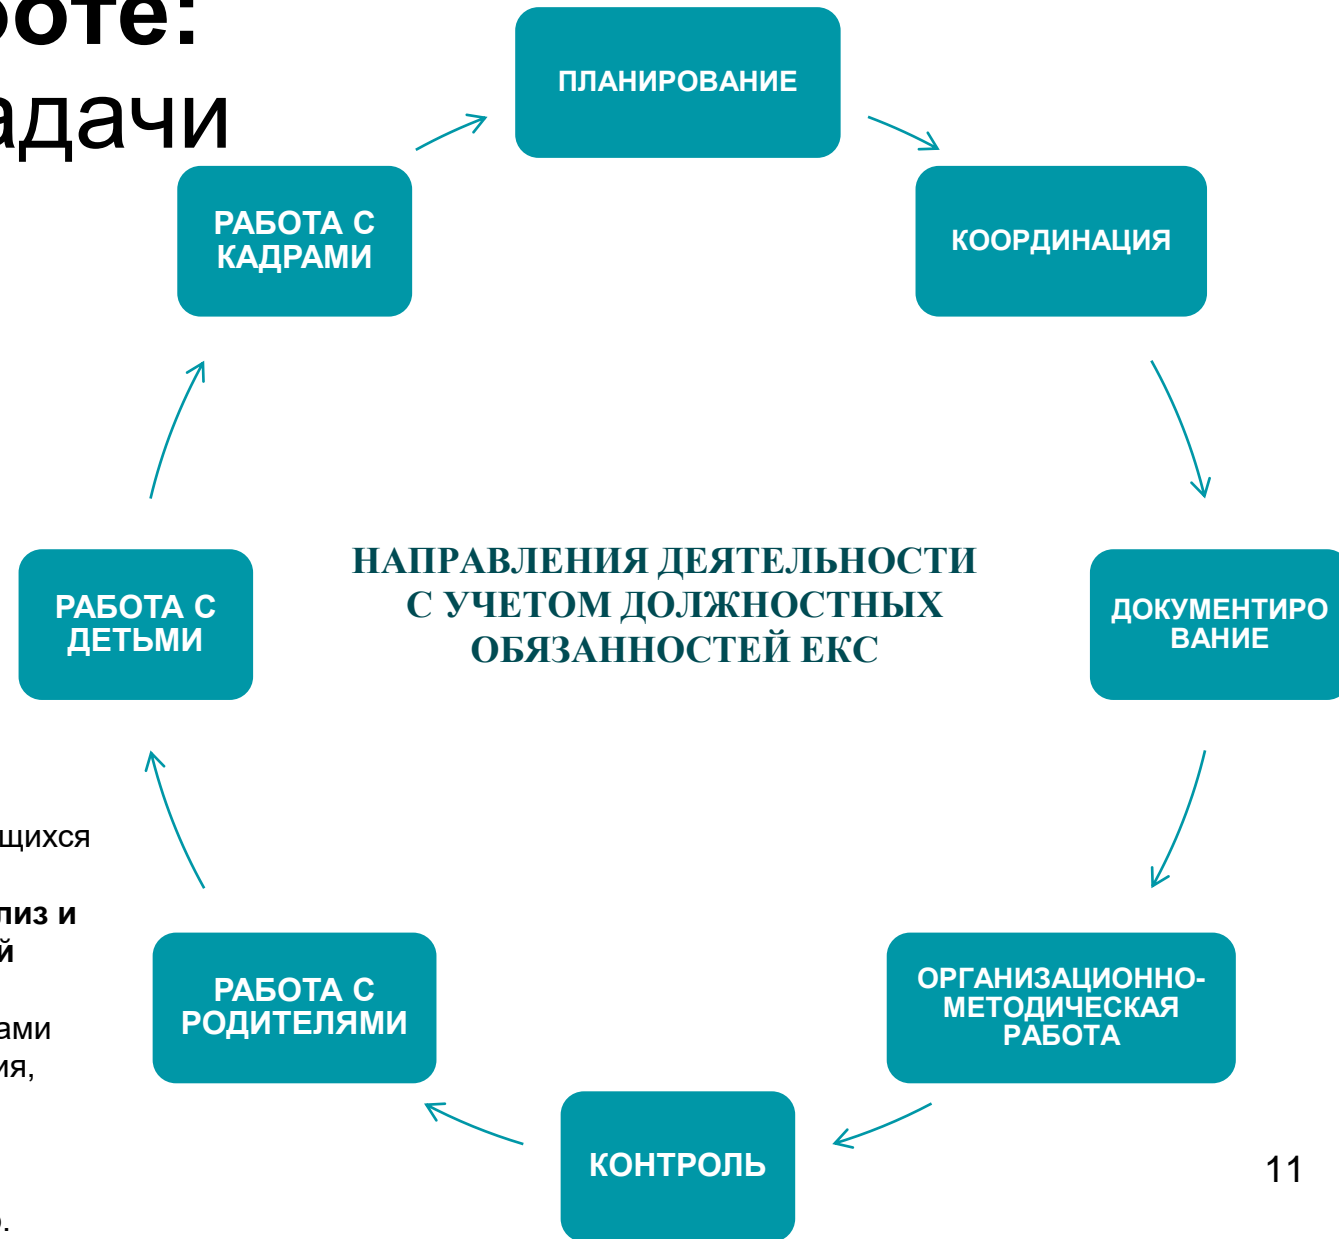 боте:
адачи
ПЛАНИРОВАНИЕ
КООРДИНАЦИЯ
ДОКУМЕНТИРО
ВАНИЕ
ОРГАНИЗАЦИОННО-
МЕТОДИЧЕСКАЯ
РАБОТА
КОНТРОЛЬ
РАБОТА С
РОДИТЕЛЯМИ
РАБОТА С
ДЕТЬМИ
РАБОТА С
КАДРАМИ
НАПРАВЛЕНИЯ ДЕЯТЕЛЬНОСТИ
С УЧЕТОМ ДОЛЖНОСТНЫХ
ОБЯЗАННОСТЕЙ ЕКС
щихся
лиз и
й
ами
ия,
.
11